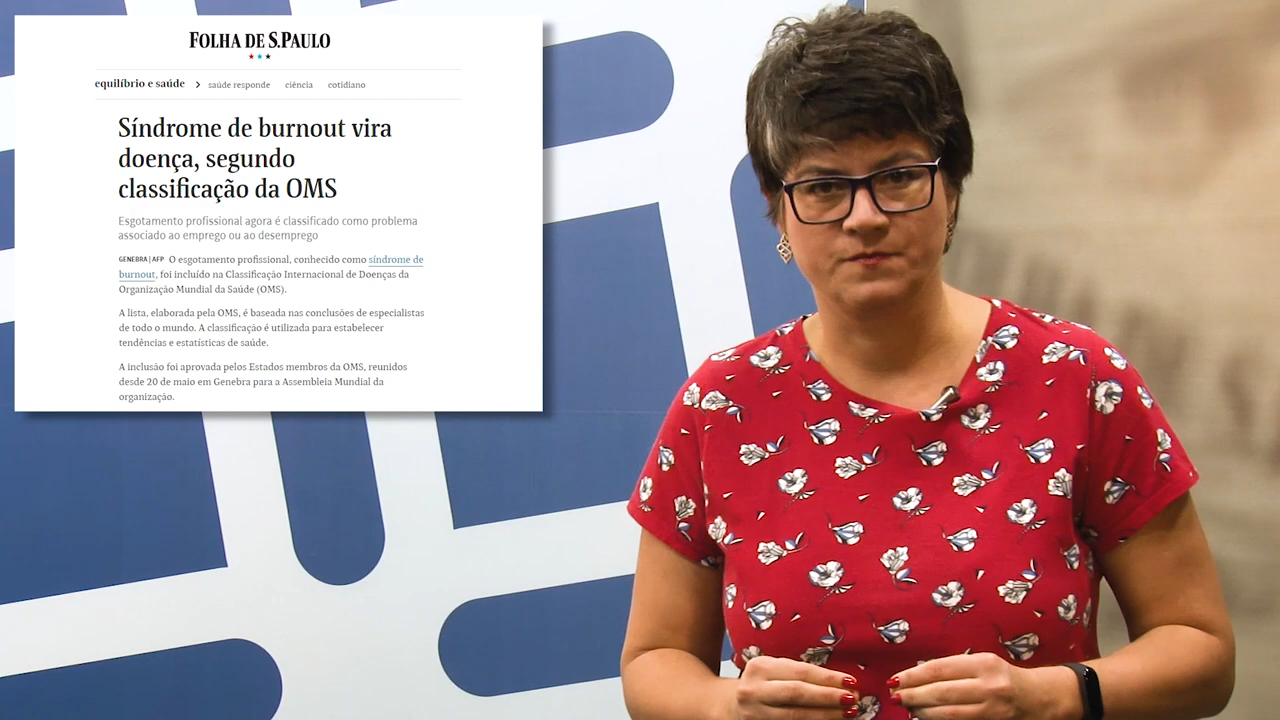 FOLHA DE S.PAULO
equilíbrio e saúde > saúde responde ciência cotidiano
Síndrome de burnout vira
doença, segundo
classificação da OMS
Esgotamento profissional agora é classificado como problema
associado ao emprego ou ao desemprego
GENEBRA | AFP O esgotamento profissional, conhecido como síndrome de
burnout, foi incluído na Classificação Internacional de Doenças da
Organização Mundial da Saúde (OMS).
A lista, elaborada pela OMS, é baseada nas conclusões de especialistas
de todo o mundo. A classificação é utilizada para estabelecer
tendências e estatísticas de saúde.
A inclusão foi aprovada pelos Estados membros da OMS, reunidos
desde 20 de maio em Genebra para a Assembleia Mundial da
organização.